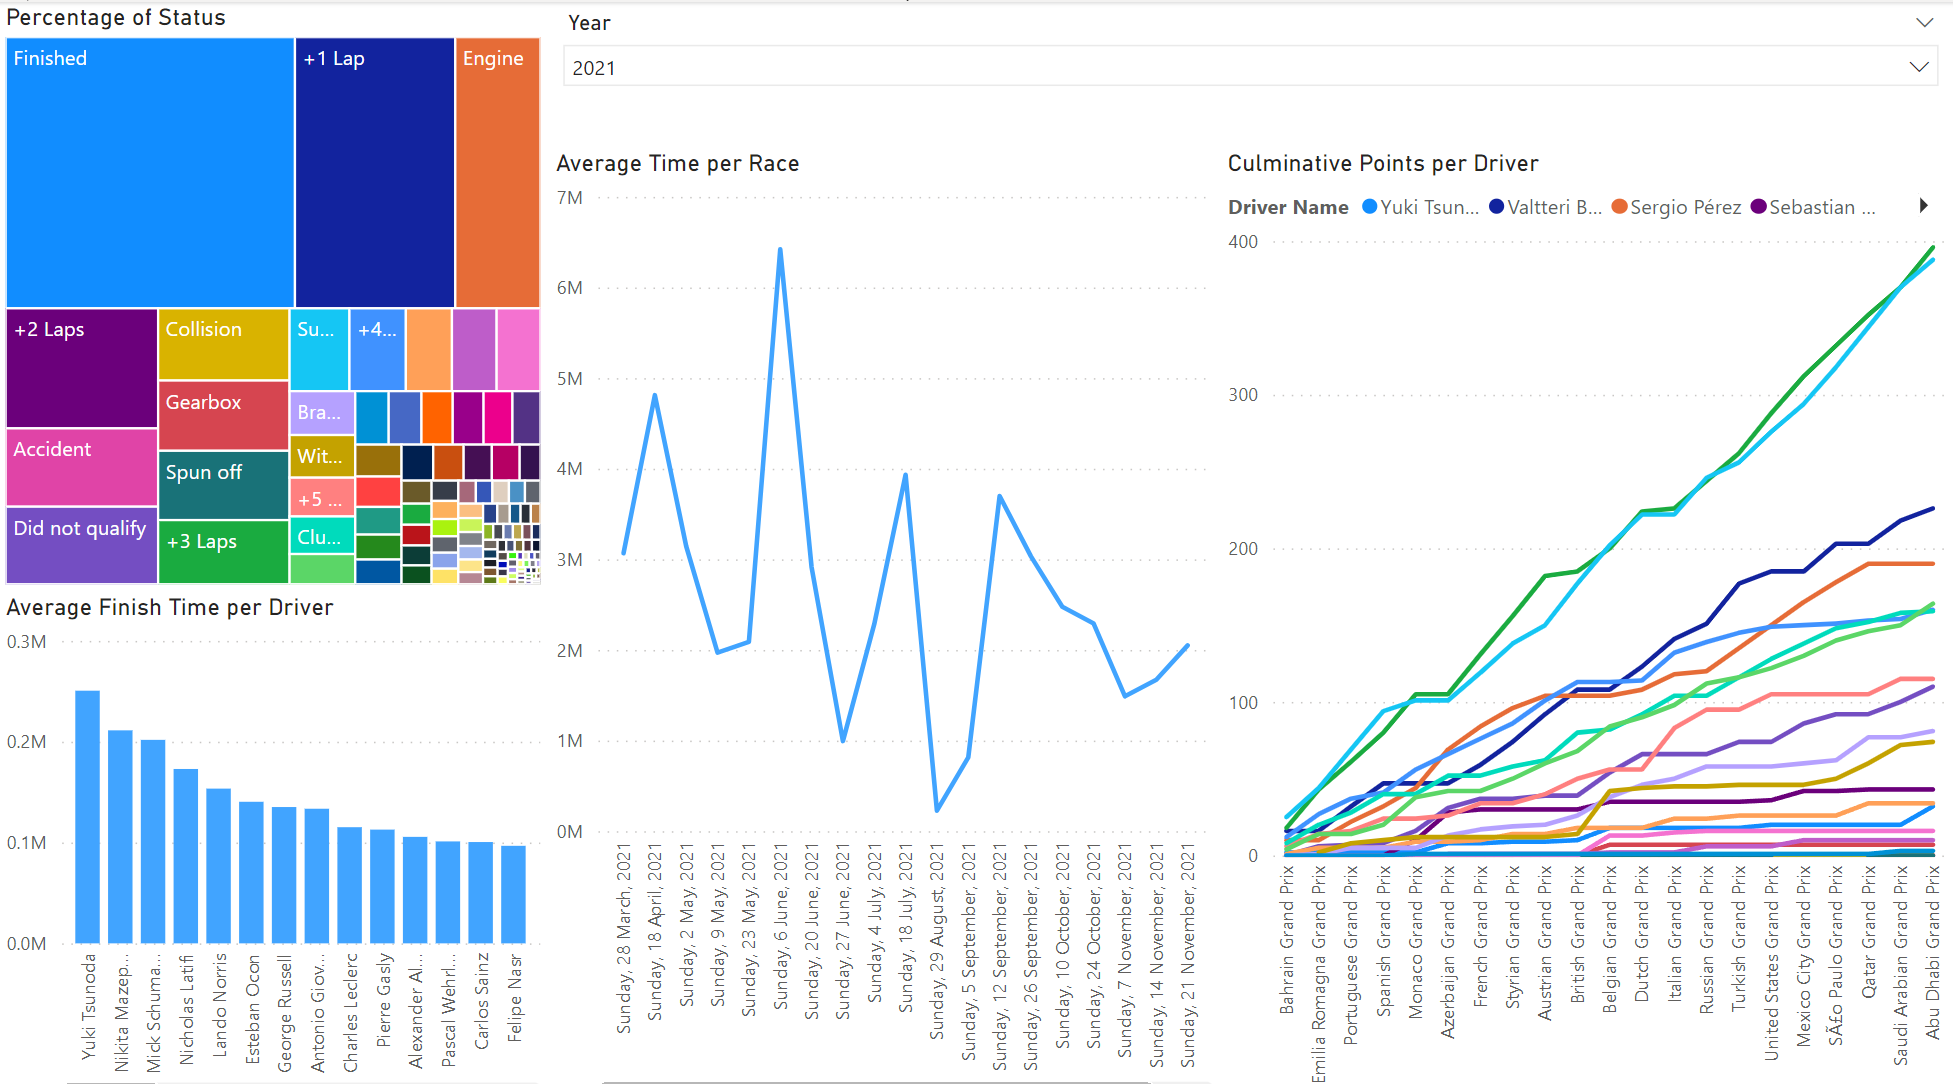 Percentage of Status
Finished
+1 Lap
Engine
+2 Laps
Collision
Su...
+4...
Gearbox
Bra...
Accident
Wit...
Spun off
+5 ...
Did not qualify
+3 Laps
Clu...
Year
2021
Average Time per Race
7M
6M
5M
4M
3M
2M
1M
0M
Sunday, 28 March, 2021
Sunday, 18 April, 2021
Sunday, 2 May, 2021
Sunday, 9 May, 2021
Sunday, 23 May, 2021
Sunday, 6 June, 2021
Sunday, 20 June, 2021
Sunday, 27 June, 2021
Sunday, 4 July, 2021
Sunday, 18 July, 2021
Sunday, 29 August, 2021
Sunday, 5 September, 2021
Sunday, 12 September, 2021
Sunday, 26 September, 2021
Sunday, 10 October, 2021
Sunday, 24 October, 2021
Sunday, 7 November, 2021
Sunday, 14 November, 2021
Sunday, 21 November, 2021
Culminative Points per Driver
Driver Name Yuki Tsun... Valtteri B... Sergio Pérez Sebastian ...
400
300
200
100
0
Bahrain Grand Prix
Emilia Romagna Grand Prix
Portuguese Grand Prix
Spanish Grand Prix
Monaco Grand Prix
Azerbaijan Grand Prix
French Grand Prix
Styrian Grand Prix
Austrian Grand Prix
British Grand Prix
Belgian Grand Prix
Dutch Grand Prix
Italian Grand Prix
Russian Grand Prix
Turkish Grand Prix
United States Grand Prix
Mexico City Grand Prix
SÃ£o Paulo Grand Prix
Qatar Grand Prix
Saudi Arabian Grand Prix
Abu Dhabi Grand Prix
Average Finish Time per Driver
0.3M
0.2M
0.1M
0.0M
Yuki Tsunoda
Nikita Mazep...
Mick Schuma...
Nicholas Latifi
Lando Norris
Esteban Ocon
George Russell
Antonio Giov...
Charles Leclerc
Pierre Gasly
Alexander Al...
Pascal Wehrl...
Carlos Sainz
Felipe Nasr